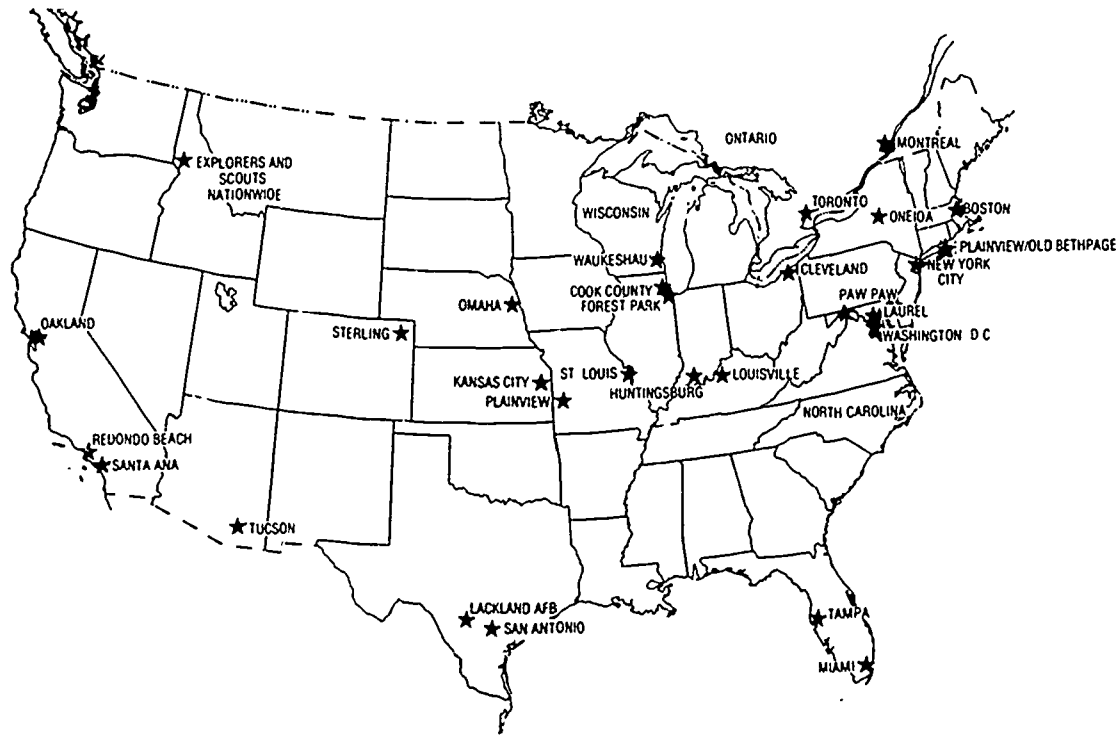 ONTARIO
MONTREAL
EXPLORERS AND
SCOUTS
NATIONWIDE
WISCONSIN
TORONTO
ONEIOA
BOSTON
PLAINVIEW/OLD BETHPAGE
WAUKESHAU
NEW YORK
CITY
CLEVELAND
COOK COUNTY
FOREST PARK
PAW PAW
OMAHA
LAUREL
OAKLAND
STERLING
WASHINGTON D C
ST LOUIS
LOUISVILLE
KANSAS CITY
HUNTINGSBURG
PLAINVIEW
NORTH CAROLINA
REDONDO BEACH
SANTA ANA
TUCSON
LACKLAND AFB
TAMPA
SAN ANTONIO
MIAMI